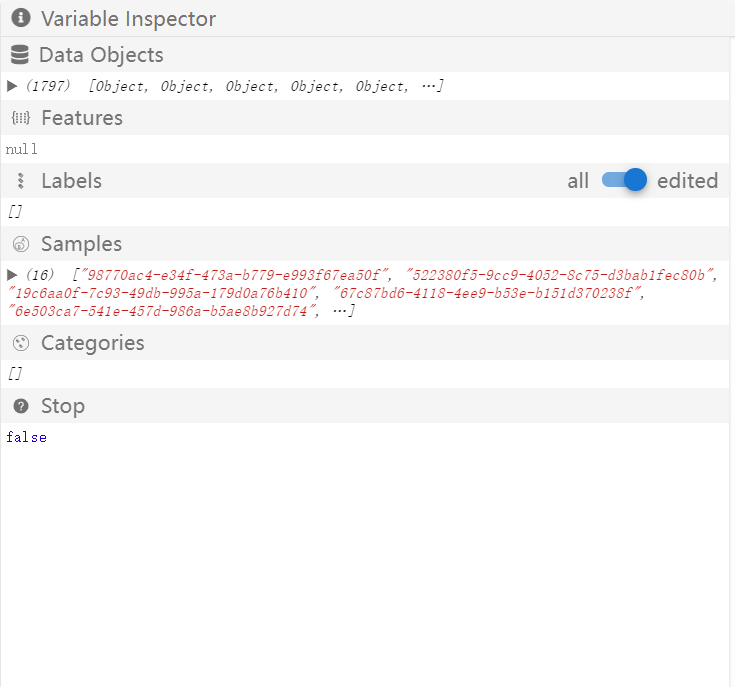 Variable Inspector
Data Objects
(1797) [Object, Object, Object, Object, Object, …]
Features
null
Labels all edited
[]
Samples
(16) ["98770ac4-e34f-473a-b779-e993f67ea50f", "522380f5-9cc9-4052-8c75-d3bab1fec80b",
"19c6aa0f-7c93-49db-995a-179d0a76b410", "67c87bd6-4118-4ee9-b53e-b151d370238f",
"6e503ca7-541e-457d-986a-b5ae8b927d74", …]
Categories
[]
Stop
false